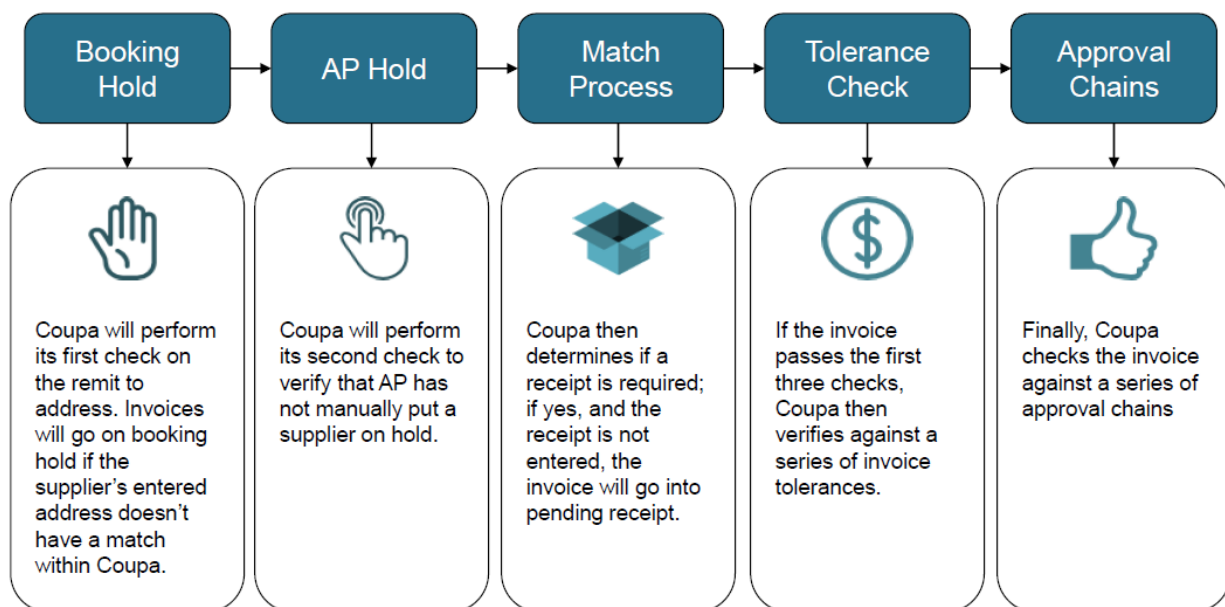 Booking
Hold
AP Hold
Match
Process
Tolerance
Check
Approval
Chains
Coupa will perform
its first check on
the remit to
address. Invoices
will go on booking
hold if the
supplier’s entered
address doesn’t
have a match
within Coupa.
Coupa will perform
its second check to
verify that AP has
not manually put a
supplier on hold.
Coupa then
determines if a
receipt is required;
if yes, and the
receipt is not
entered, the
invoice will go into
pending receipt.
If the invoice
passes the first
three checks,
Coupa then
verifies against a
series of invoice
tolerances.
Finally, Coupa
checks the invoice
against a series of
approval chains